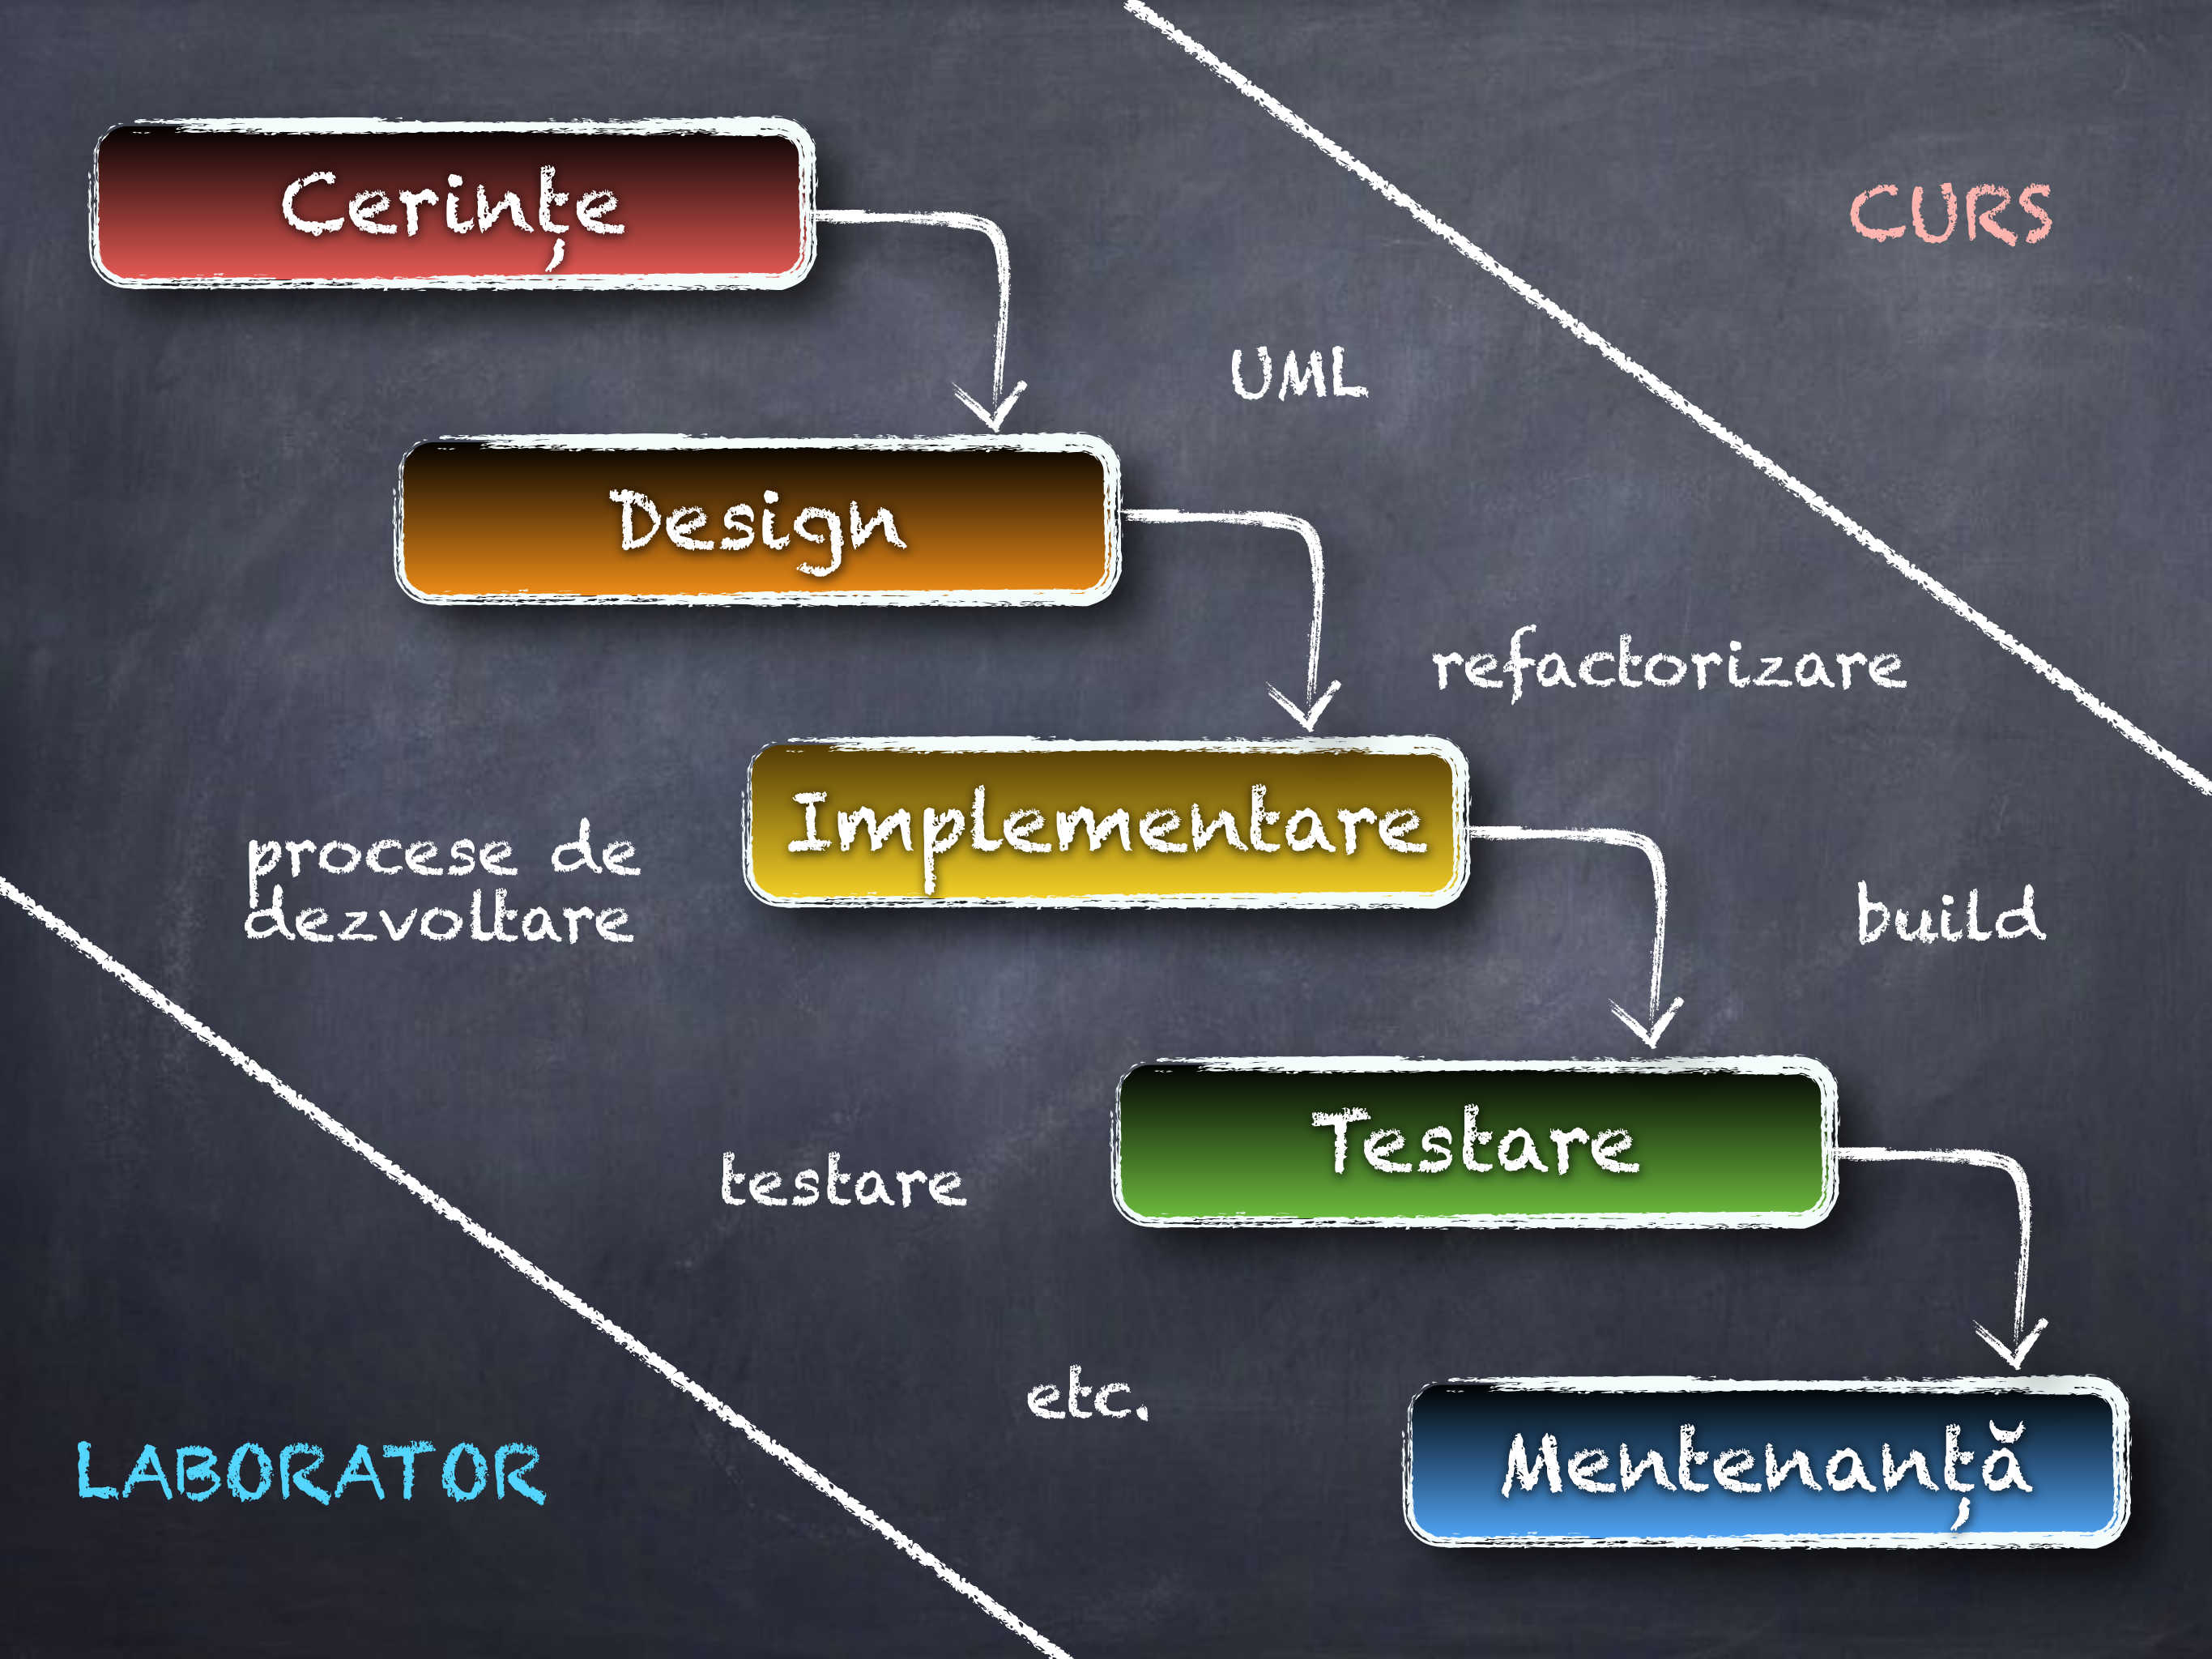 Cerințe
CURS
UML
Design
refactorizare
Implementare
procese de
dezvoltare
build
Testare
testare
etc.
Mentenanță
LABORATOR